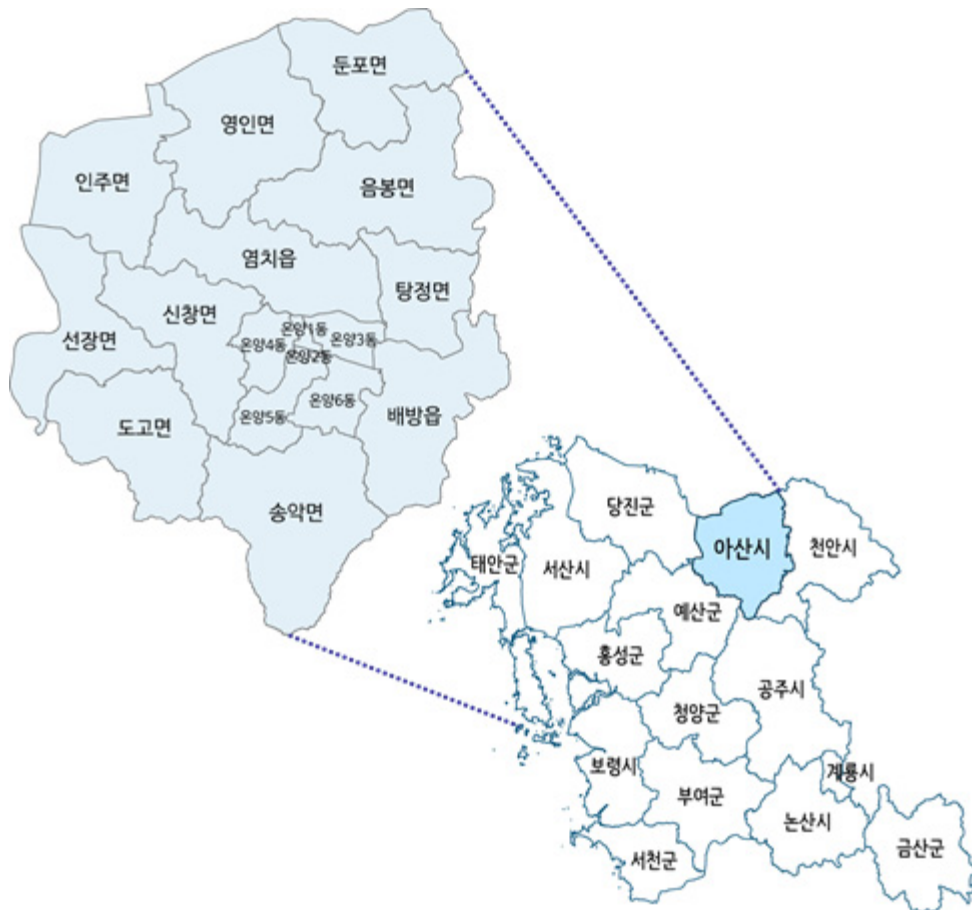 둔포면
영인면
인주면
음봉면
염치읍
탕정면
신창면
선장면
온양1동
온양3동
온양4동
온양2동
온양6동
온양5동
배방읍
도고면
송악면
당진군
아산시
천안시
태안군
서산시
예산군
홍성군
공주시
청양군
보령시
계룡시
부여군
논산시
서천군
금산군